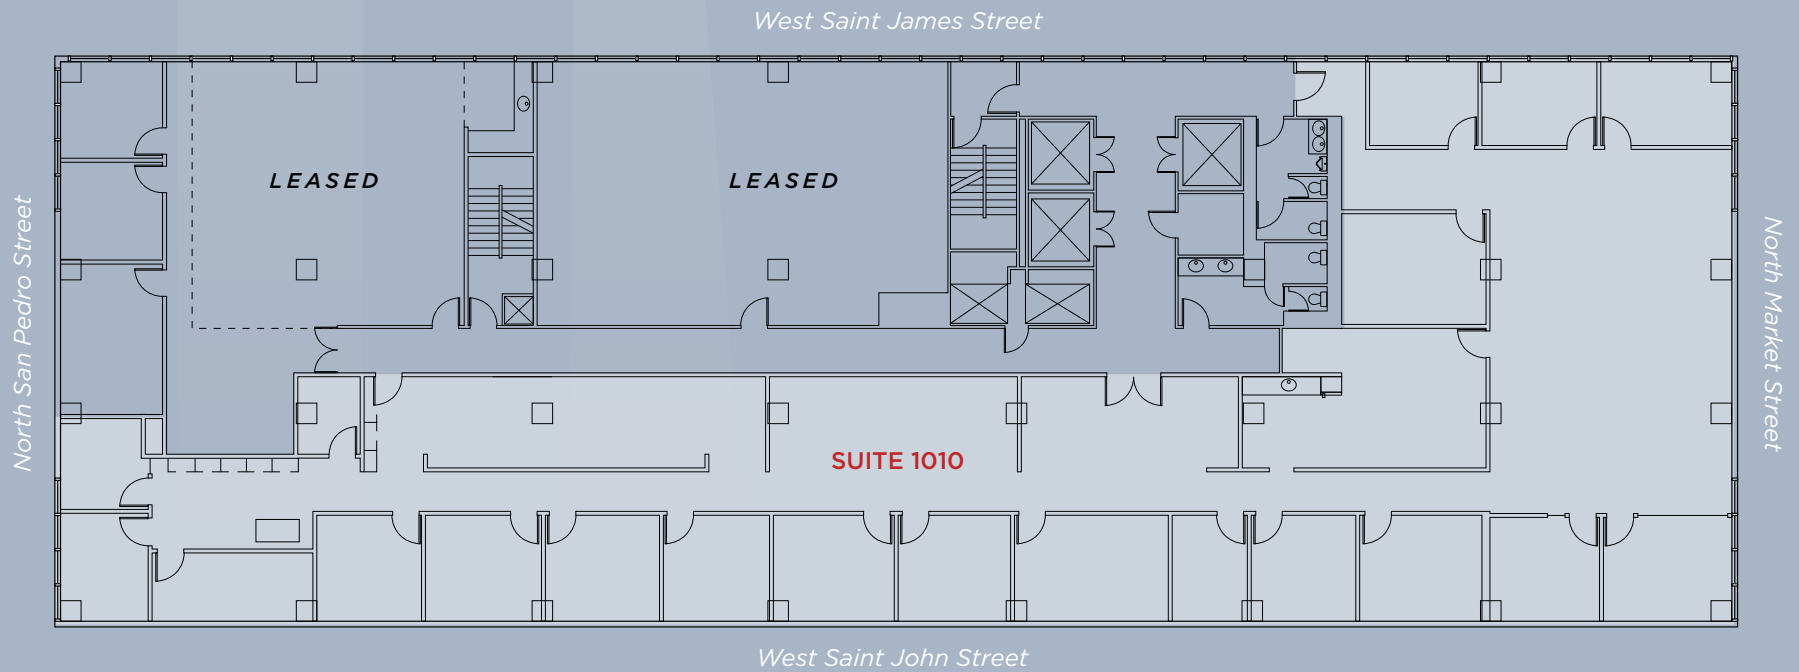 West Saint James Street
LEASED
LEASED
North San Pedro Street
North Market Street
SUITE 1010
West Saint John Street